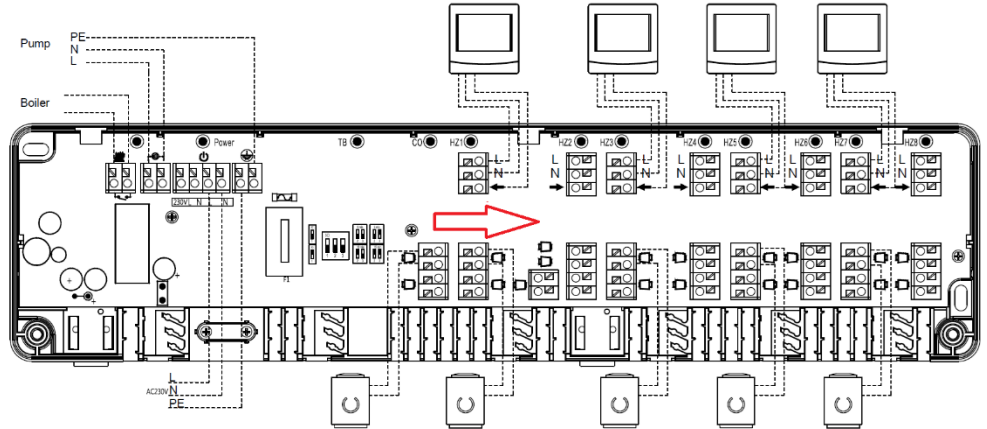 Pump PE
N
L
Boiler
Power TB CO HZ1 HZ2 HZ3 HZ4 HZ5 HZ6 HZ7 HZ8
L L L L L L L L
N N N N N N N N
230V L N L N
F1
L
AC230V N
PE